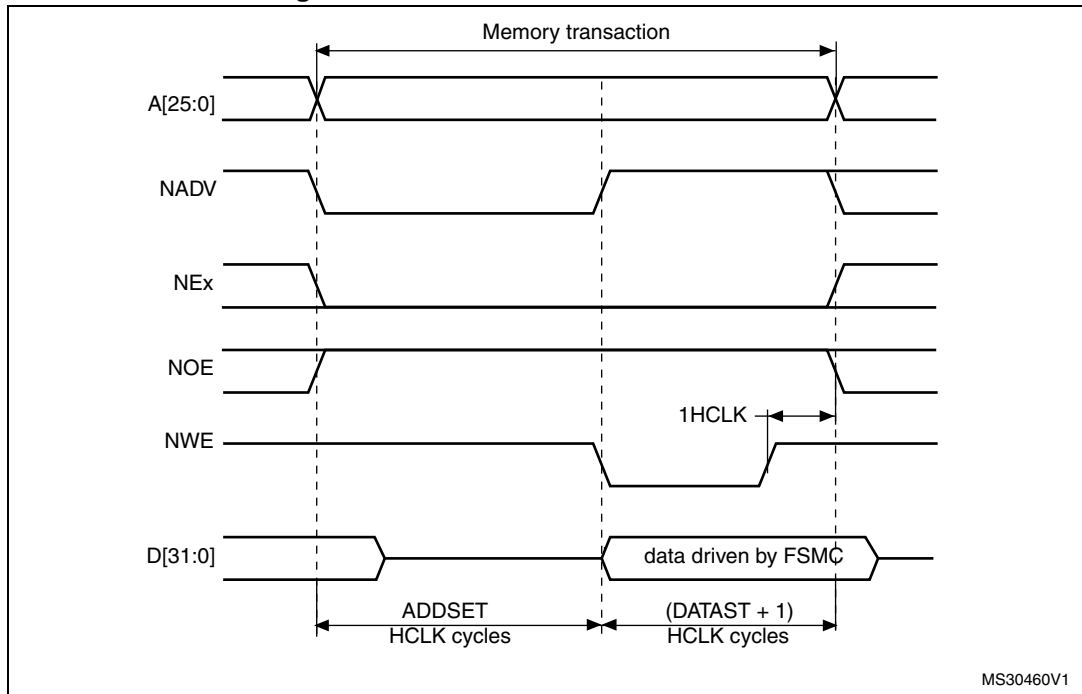 Memory transaction
A[25:0]
NADV
NEx
NOE
1HCLK
NWE
D[31:0]
data driven by FSMC
ADDSET
HCLK cycles
(DATAST + 1)
HCLK cycles
MS30460V1